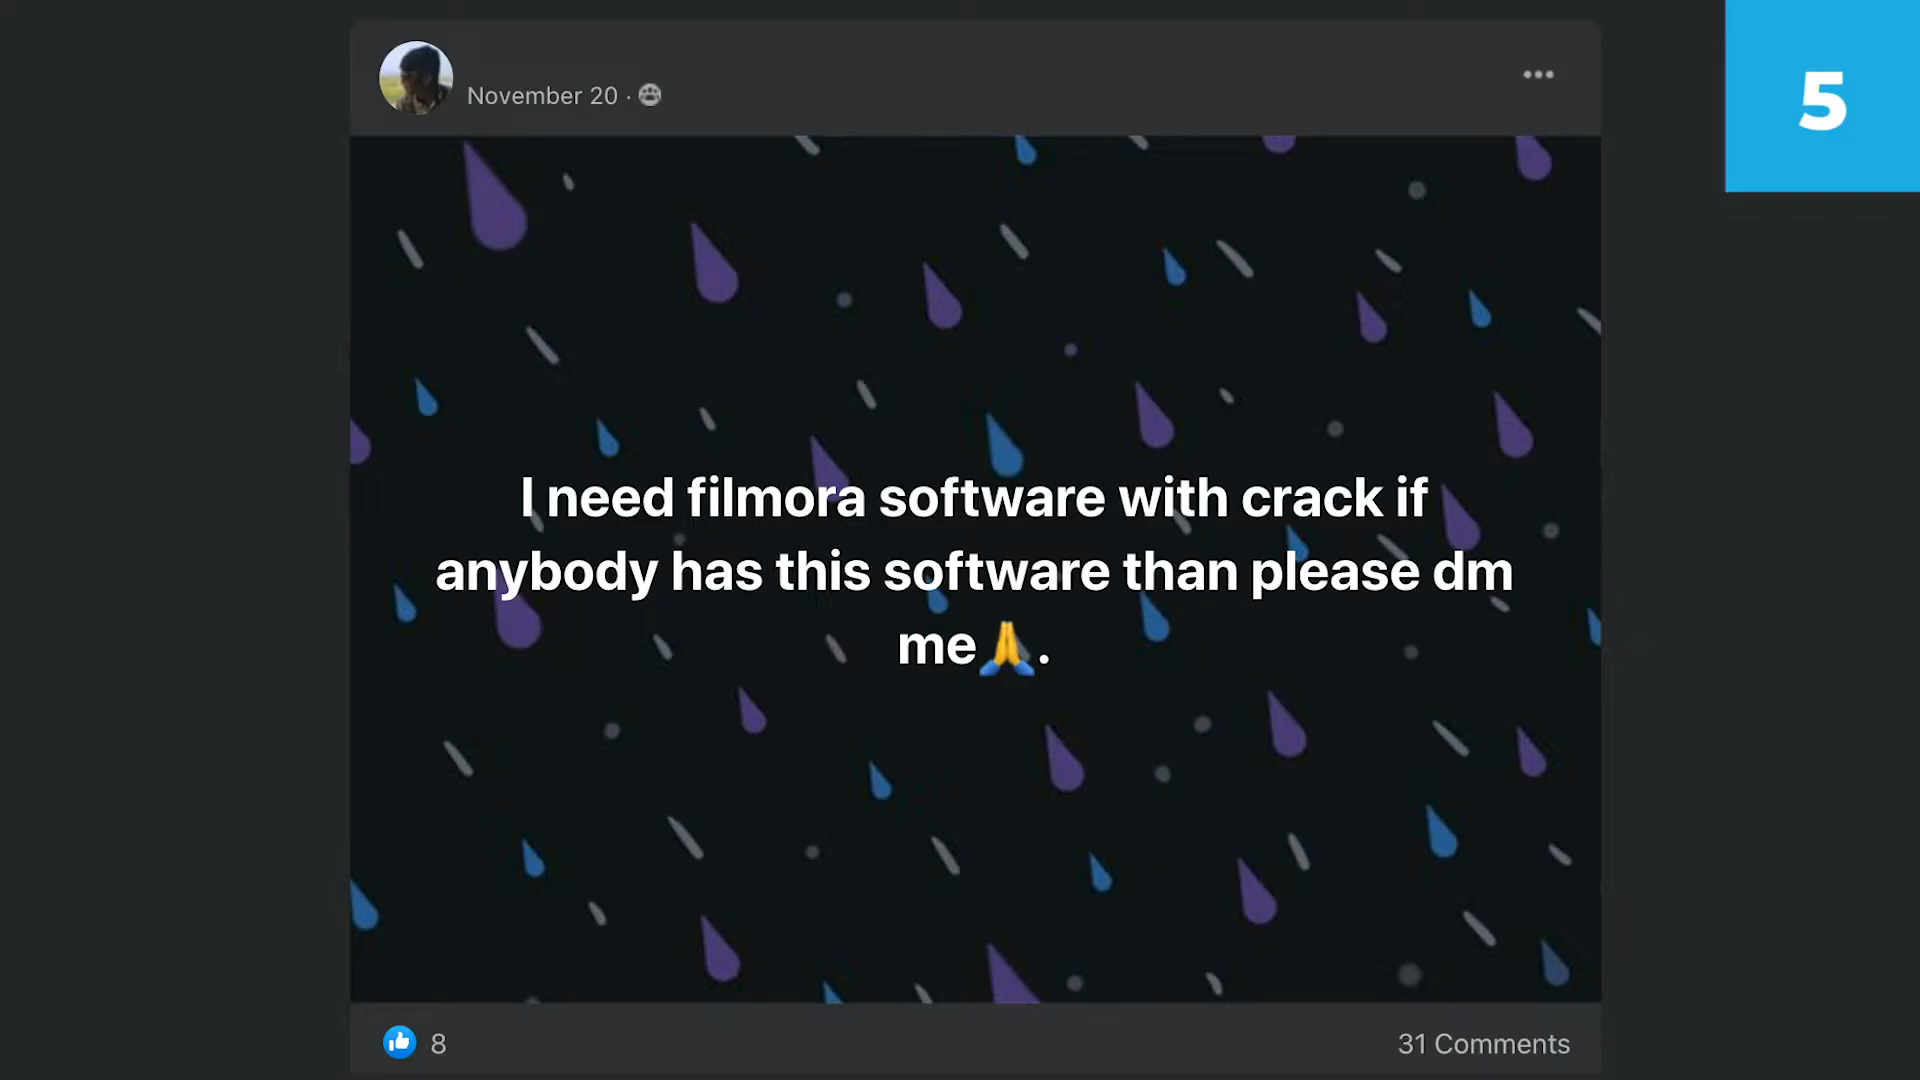 November 20 ·
5
I need filmora software with crack if
anybody has this software than please dm
me🙏.
8
31 Comments